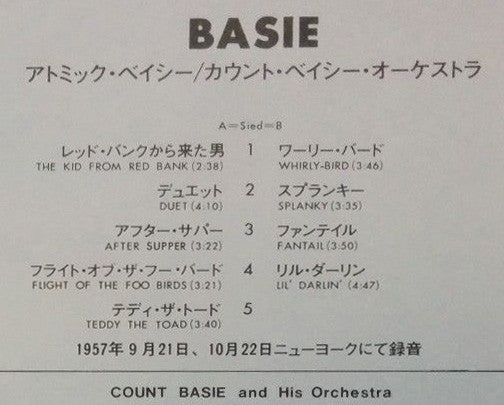 BASIE
アトミック・ベイシー/カウント・ベイシー・オーケストラ
A=Sied=B
レッド・バンクから来た男 1 ワーリー・バード
THE KID FROM RED BANK (2:38) WHIRLY-BIRD (3:46)
デュエット 2 スプランキー
DUET (4:10) SPLANKY (3:35)
アフター・サパー 3 ファンテイル
AFTER SUPPER (3:22) FANTAIL (3:50)
フライト・オブ・ザ・フー・バード 4 リル・ダーリン
FLIGHT OF THE FOO BIRDS (3:21) LIL' DARLIN' (4:47)
テディ・ザ・トード 5
TEDDY THE TOAD (3:40)
1957年9月21日、10月22日ニューヨークにて録音
COUNT BASIE and His Orchestra